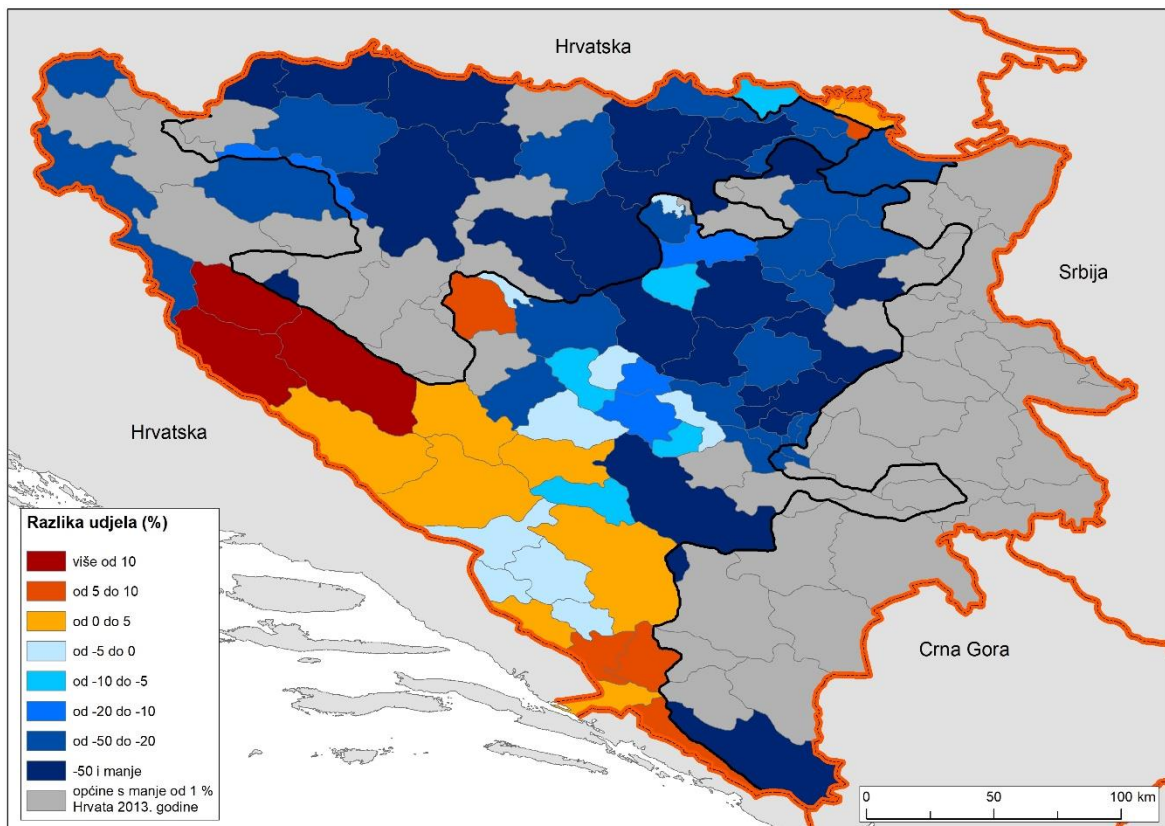 Hrvatska
Srbija
Hrvatska
Crna Gora
Razlika udjela (%)
više od 10
od 5 do 10
od 0 do 5
od -5 do 0
od -10 do -5
od -20 do -10
od -50 do -20
-50 i manje
općine s manje od 1 %
Hrvata 2013. godine
0 50 100 km